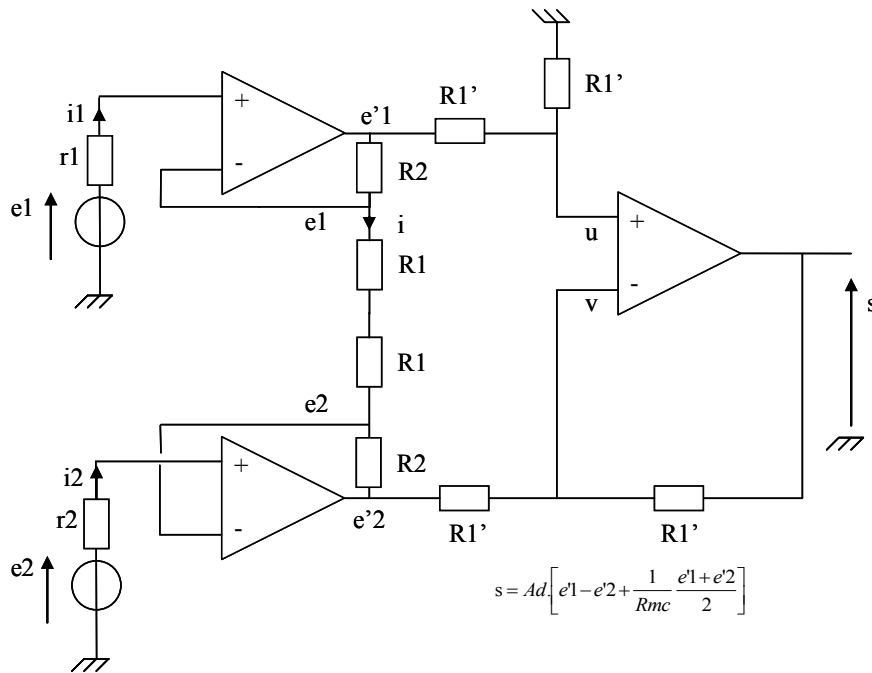 R1'
R1'
i1
+
e'1
r1
-
R2
e1
e1
i
u
+
R1
v
-
s
R1
e2
i2
+
R2
r2
-
e'2
R1'
R1'
e2
s = Ad.[e'1 − e'2 + 1/Rmc e'1 + e'2/2]